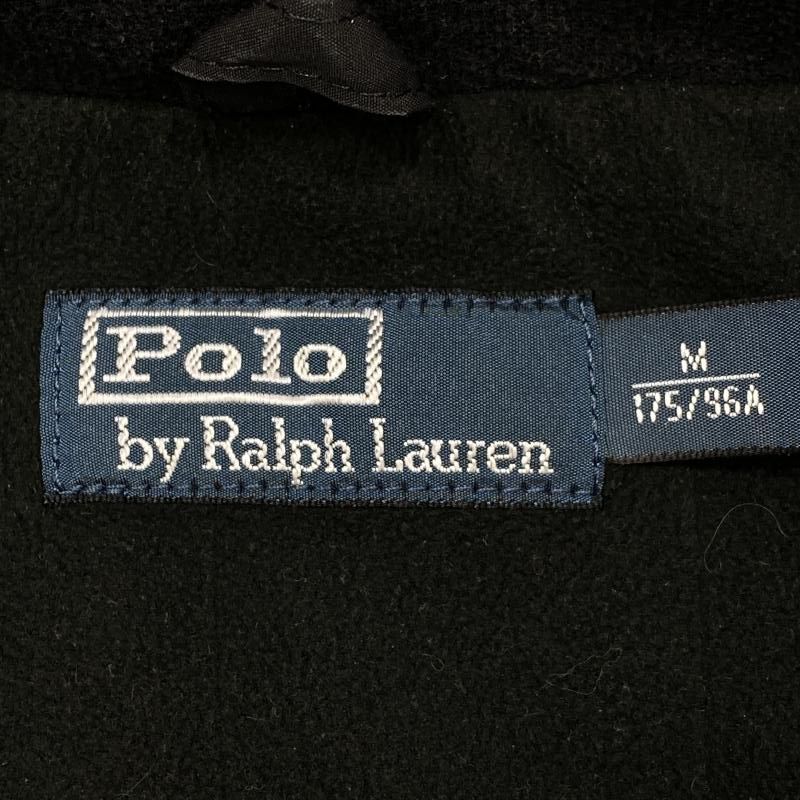 Polo
by Ralph Lauren
M
175/96A